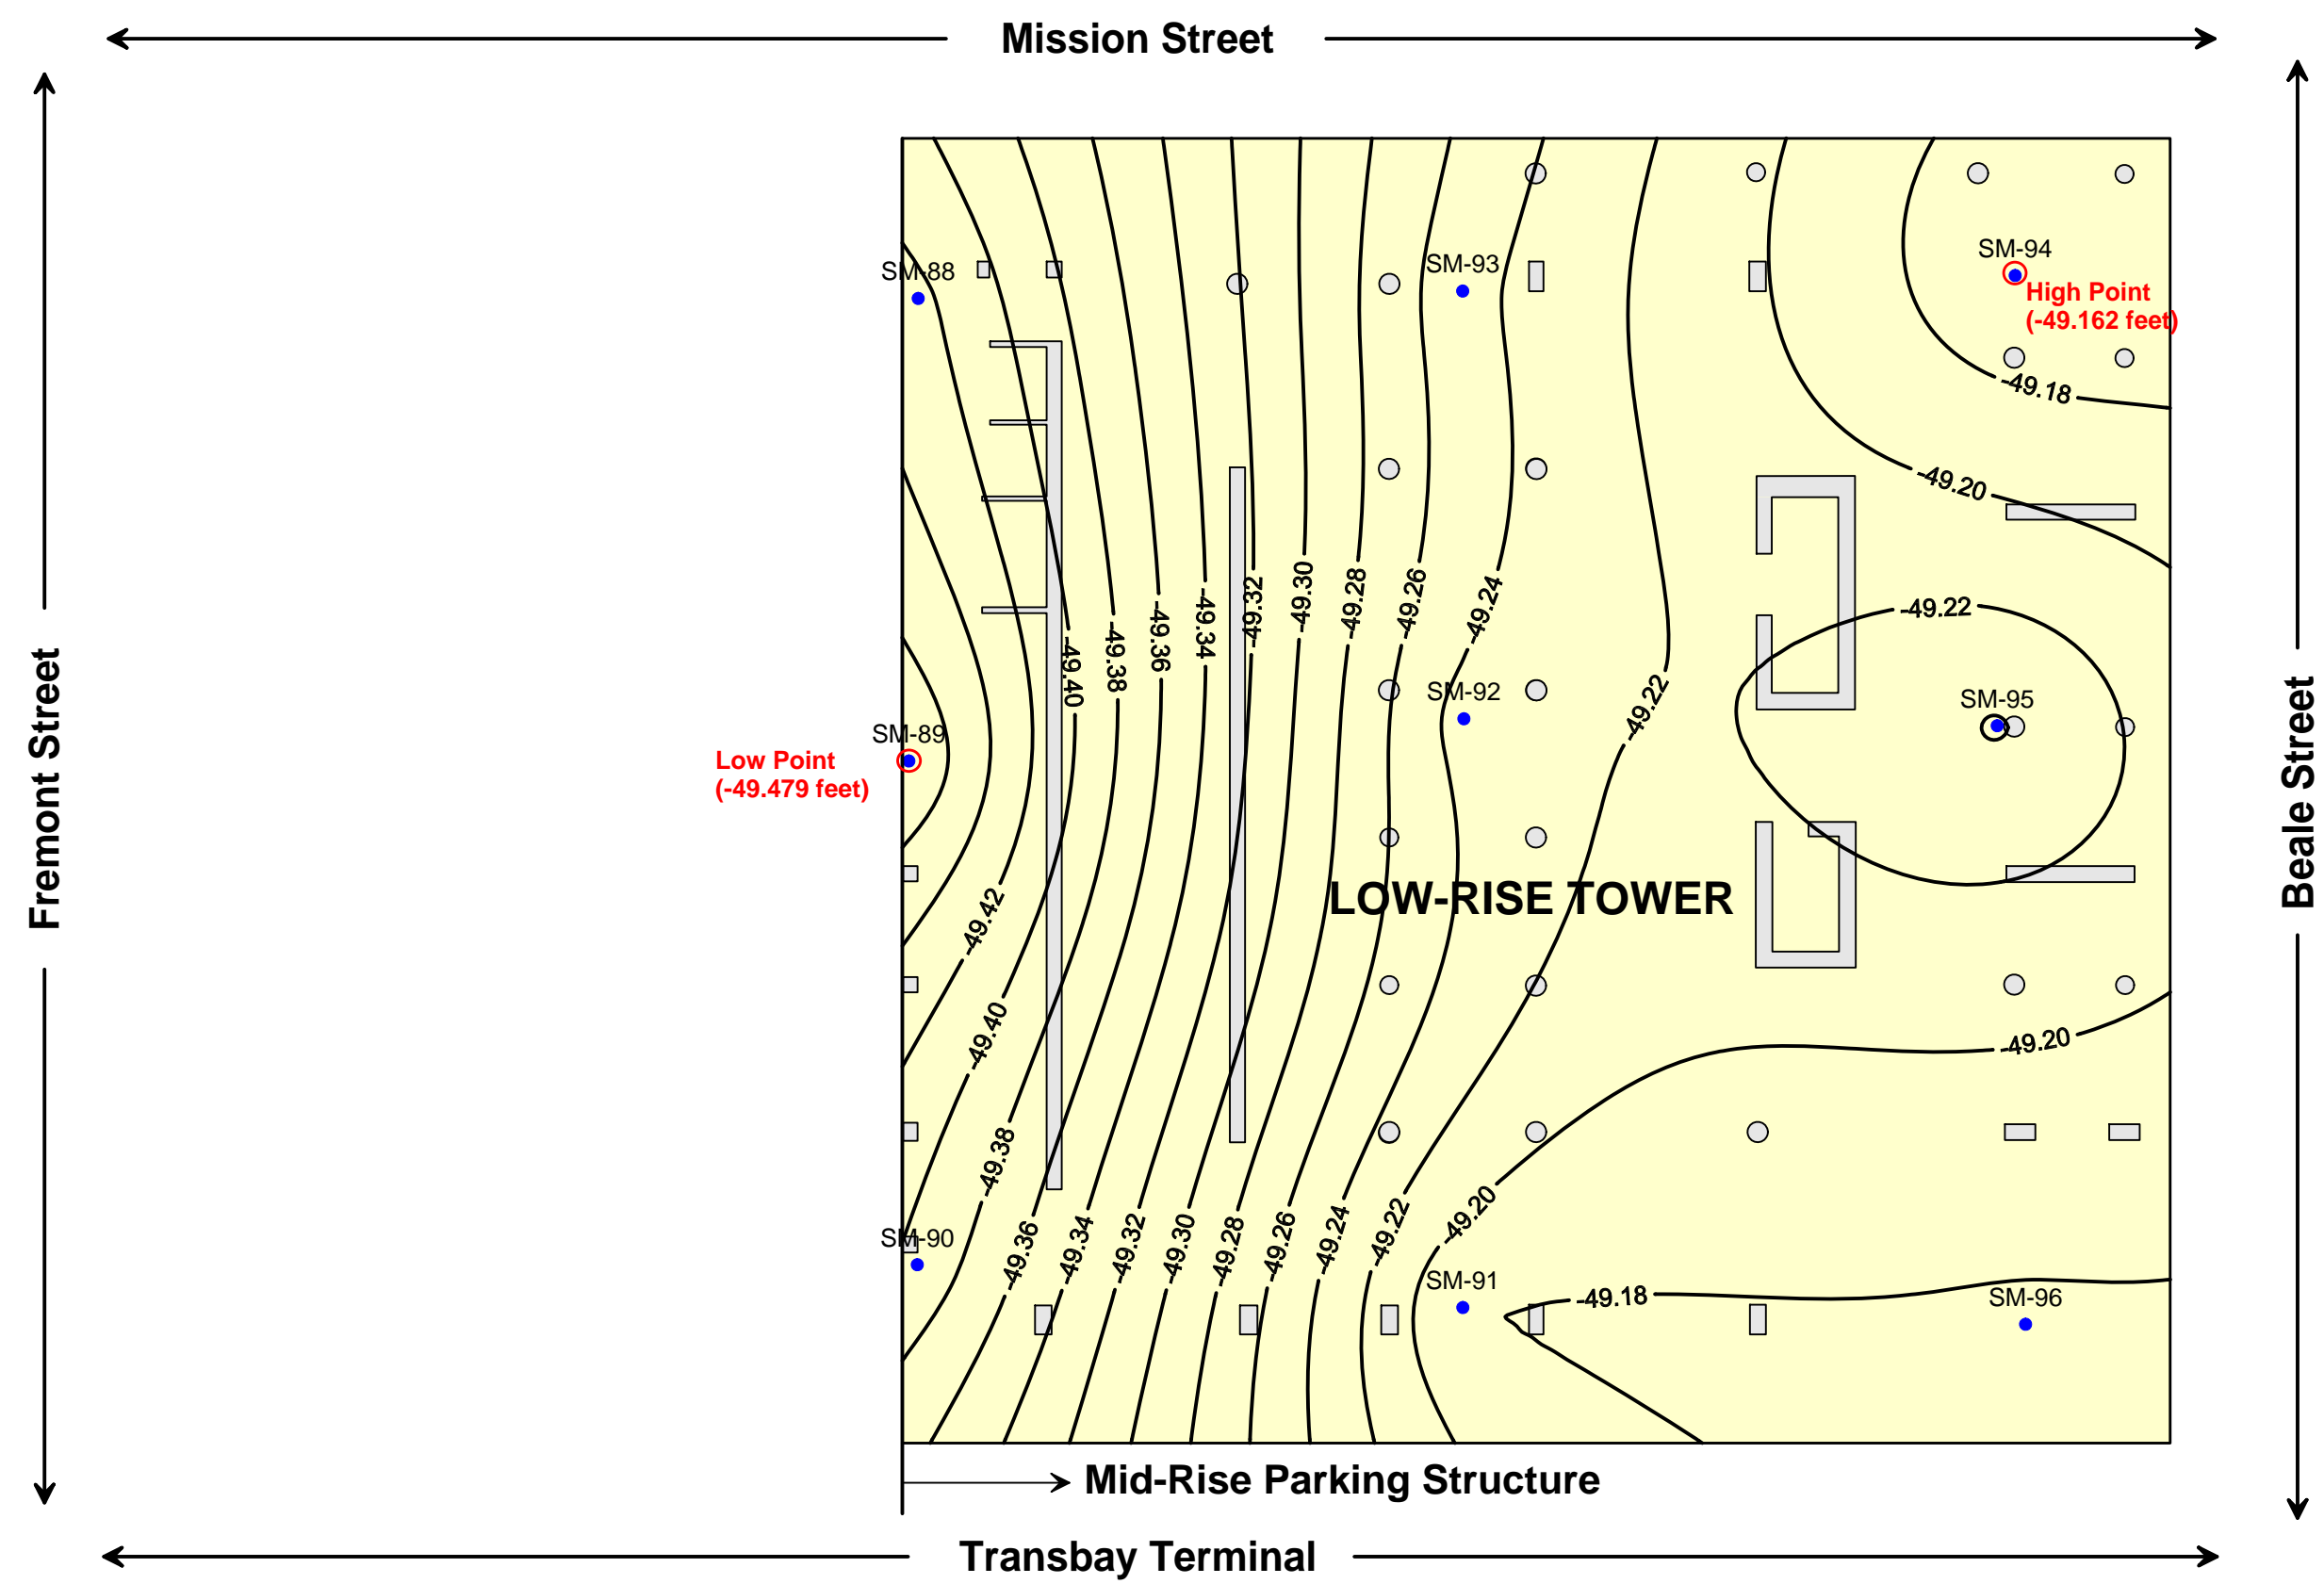 Mission Street
SM-88
SM-93
SM-94
High Point
(-49.162 feet)
-49.18
-49.20
-49.40
-49.38
-49.36
-49.34
-49.32
-49.30
-49.28
-49.26
-49.24
-49.22
-49.22
Fremont Street
Beale Street
SM-89
Low Point
(-49.479 feet)
SM-92
SM-95
LOW-RISE TOWER
-49.42
-49.40
-49.20
-49.38
-49.36
-49.34
-49.32
-49.30
-49.28
-49.26
-49.24
-49.22
-49.20
SM-90
SM-91
-49.18
SM-96
Mid-Rise Parking Structure
Transbay Terminal